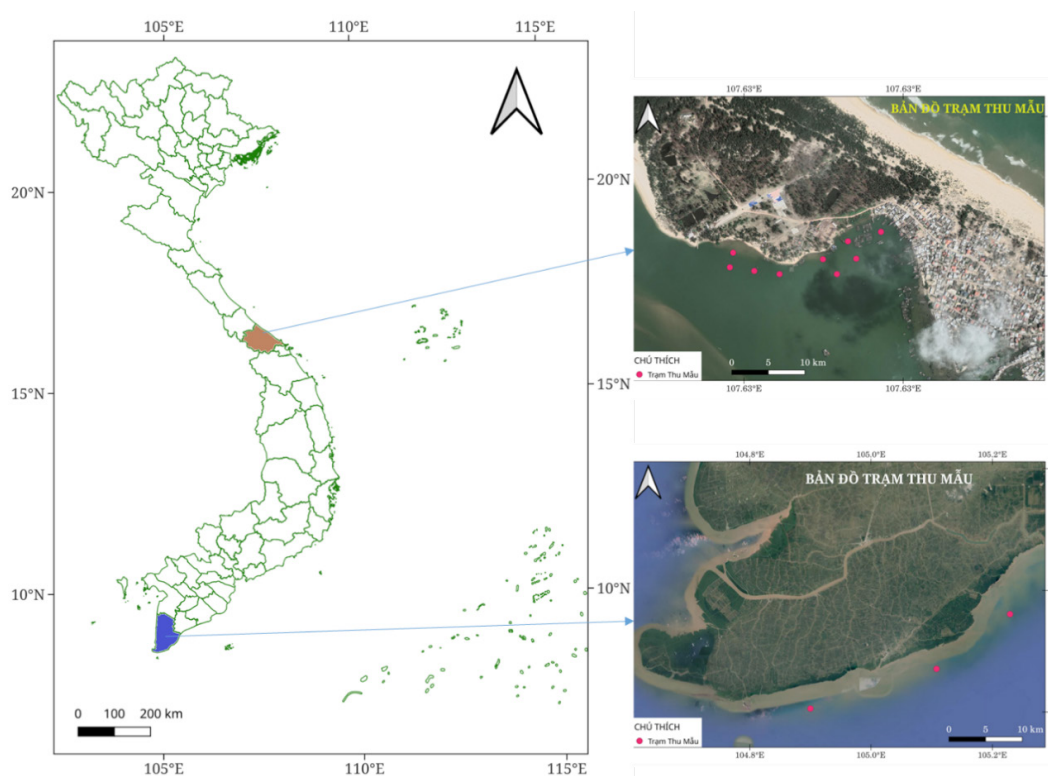 105°E
110°E
115°E
20°N
15°N
10°N
0 100 200 km
105°E
110°E
115°E
20°N
15°N
10°N
107.63°E
107.63°E
BẢN ĐỒ TRẠM THU MẪU
CHÚ THÍCH
Trạm Thu Mẫu
0 5 10 km
107.63°E
107.63°E
104.8°E
105.0°E
105.2°E
BẢN ĐỒ TRẠM THU MẪU
CHÚ THÍCH
Trạm Thu Mẫu
0 5 10 km
104.8°E
105.0°E
105.2°E